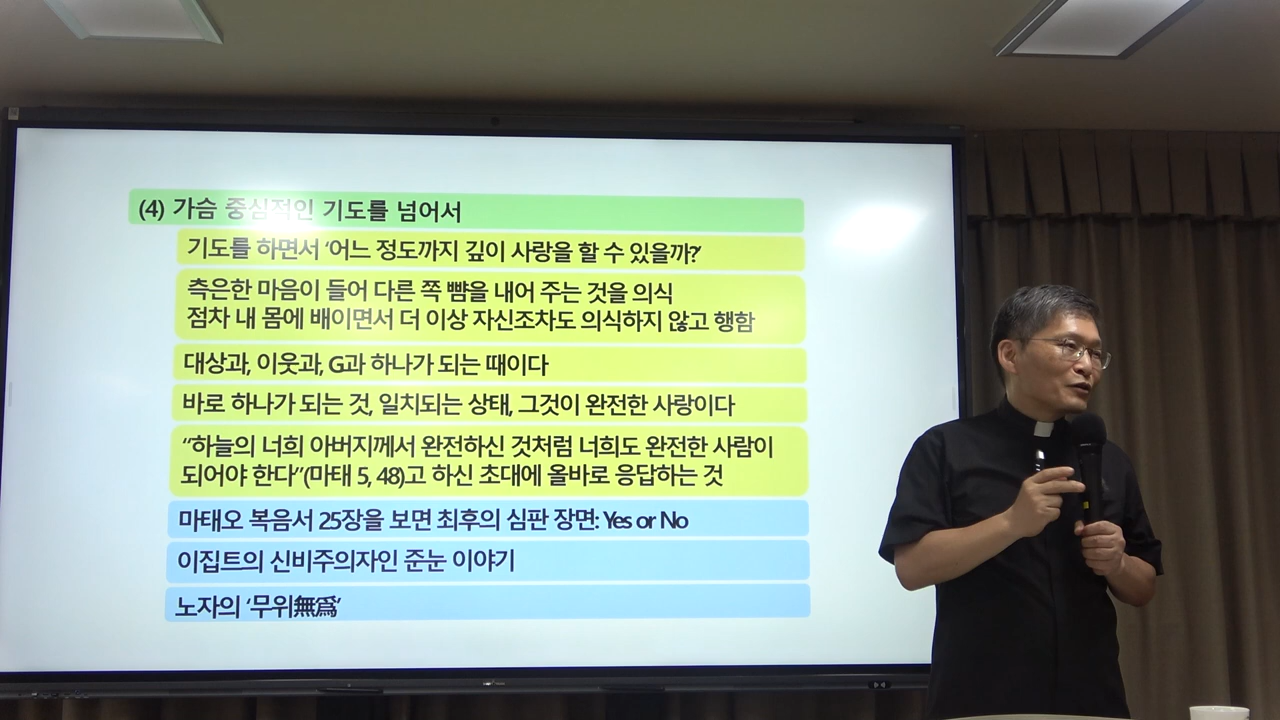 (4) 가슴 중심적인 기도를 넘어서
기도를 하면서 ‘어느 정도까지 깊이 사랑을 할 수 있을까?’
측은한 마음이 들어 다른 쪽 뺨을 내어 주는 것을 의식
점차 내 몸에 배이면서 더 이상 자신조차도 의식하지 않고 행함
대상과, 이웃과, G과 하나가 되는 때이다
바로 하나가 되는 것, 일치되는 상태, 그것이 완전한 사랑이다
“하늘의 너희 아버지께서 완전하신 것처럼 너희도 완전한 사람이
되어야 한다”(마태 5, 48)고 하신 초대에 올바로 응답하는 것
마태오 복음서 25장을 보면 최후의 심판 장면: Yes or No
이집트의 신비주의자인 준눈 이야기
노자의 ‘무위無爲’